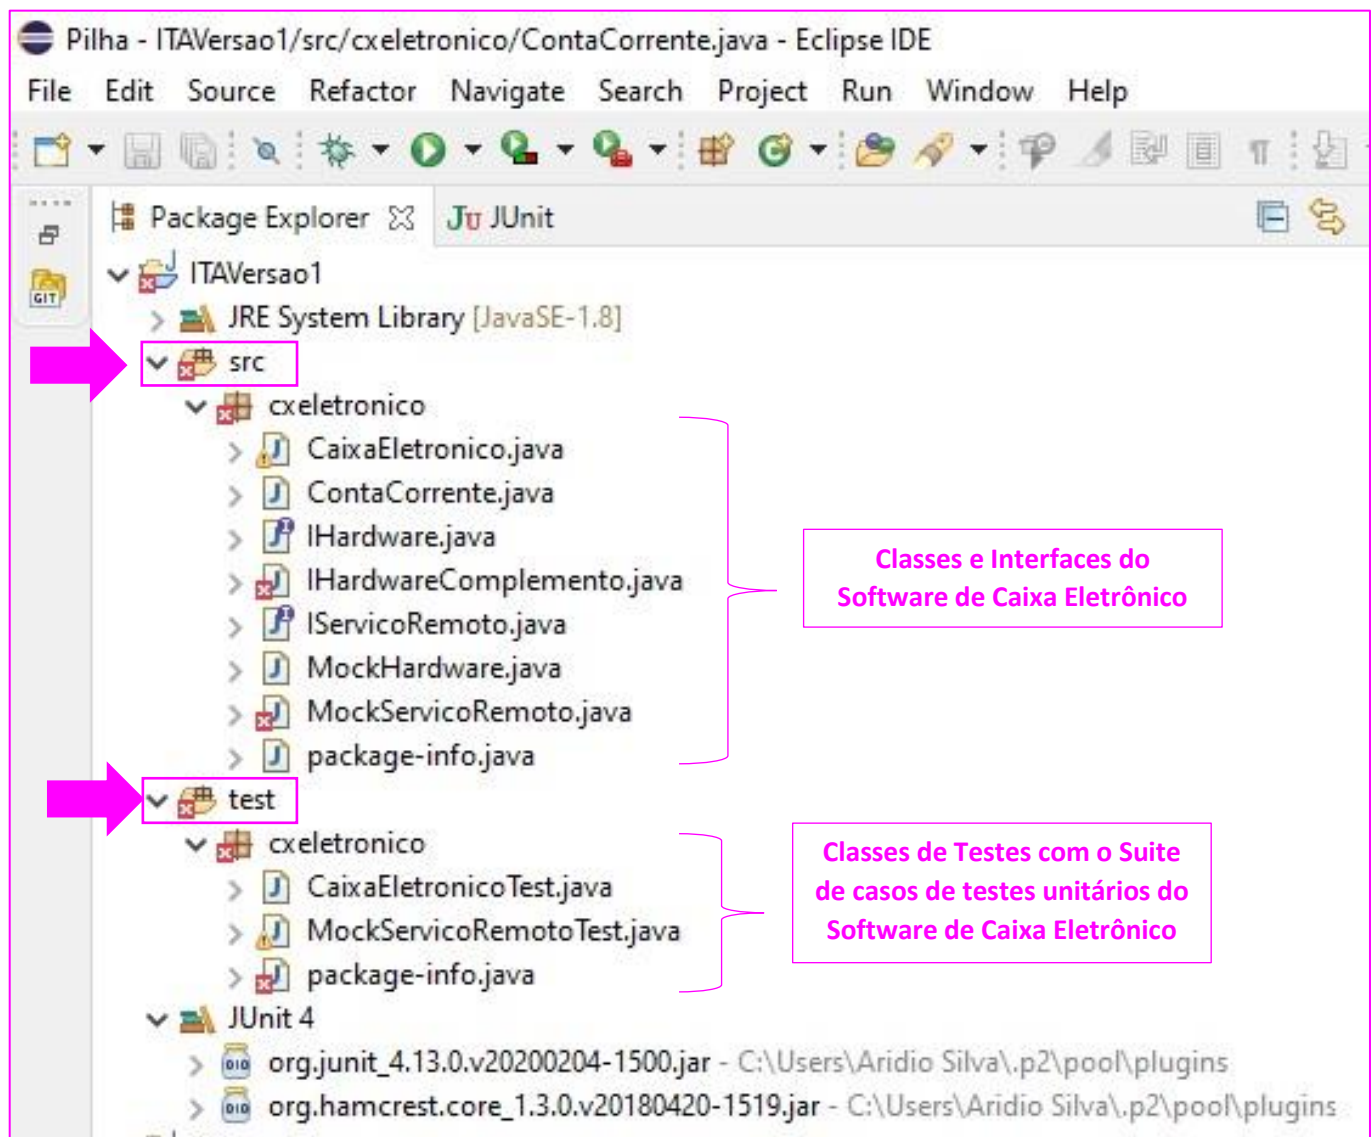 Pilha - ITAVersao1/src/cxeletronico/ContaCorrente.java - Eclipse IDE
File Edit Source Refactor Navigate Search Project Run Window Help
Package Explorer JUnit
GIT
ITAVersao1
JRE System Library [JavaSE-1.8]
src
cxeletronico
CaixaEletronico.java
ContaCorrente.java
IHardware.java
IHardwareComplemento.java
IServicoRemoto.java
MockHardware.java
MockServicoRemoto.java
package-info.java
Classes e Interfaces do
Software de Caixa Eletrônico
test
cxeletronico
CaixaEletronicoTest.java
MockServicoRemotoTest.java
package-info.java
Classes de Testes com o Suite
de casos de testes unitários do
Software de Caixa Eletrônico
JUnit 4
org.junit_4.13.0.v20200204-1500.jar - C:\Users\Aridio Silva\.p2\pool\plugins
org.hamcrest.core_1.3.0.v20180420-1519.jar - C:\Users\Aridio Silva\.p2\pool\plugins